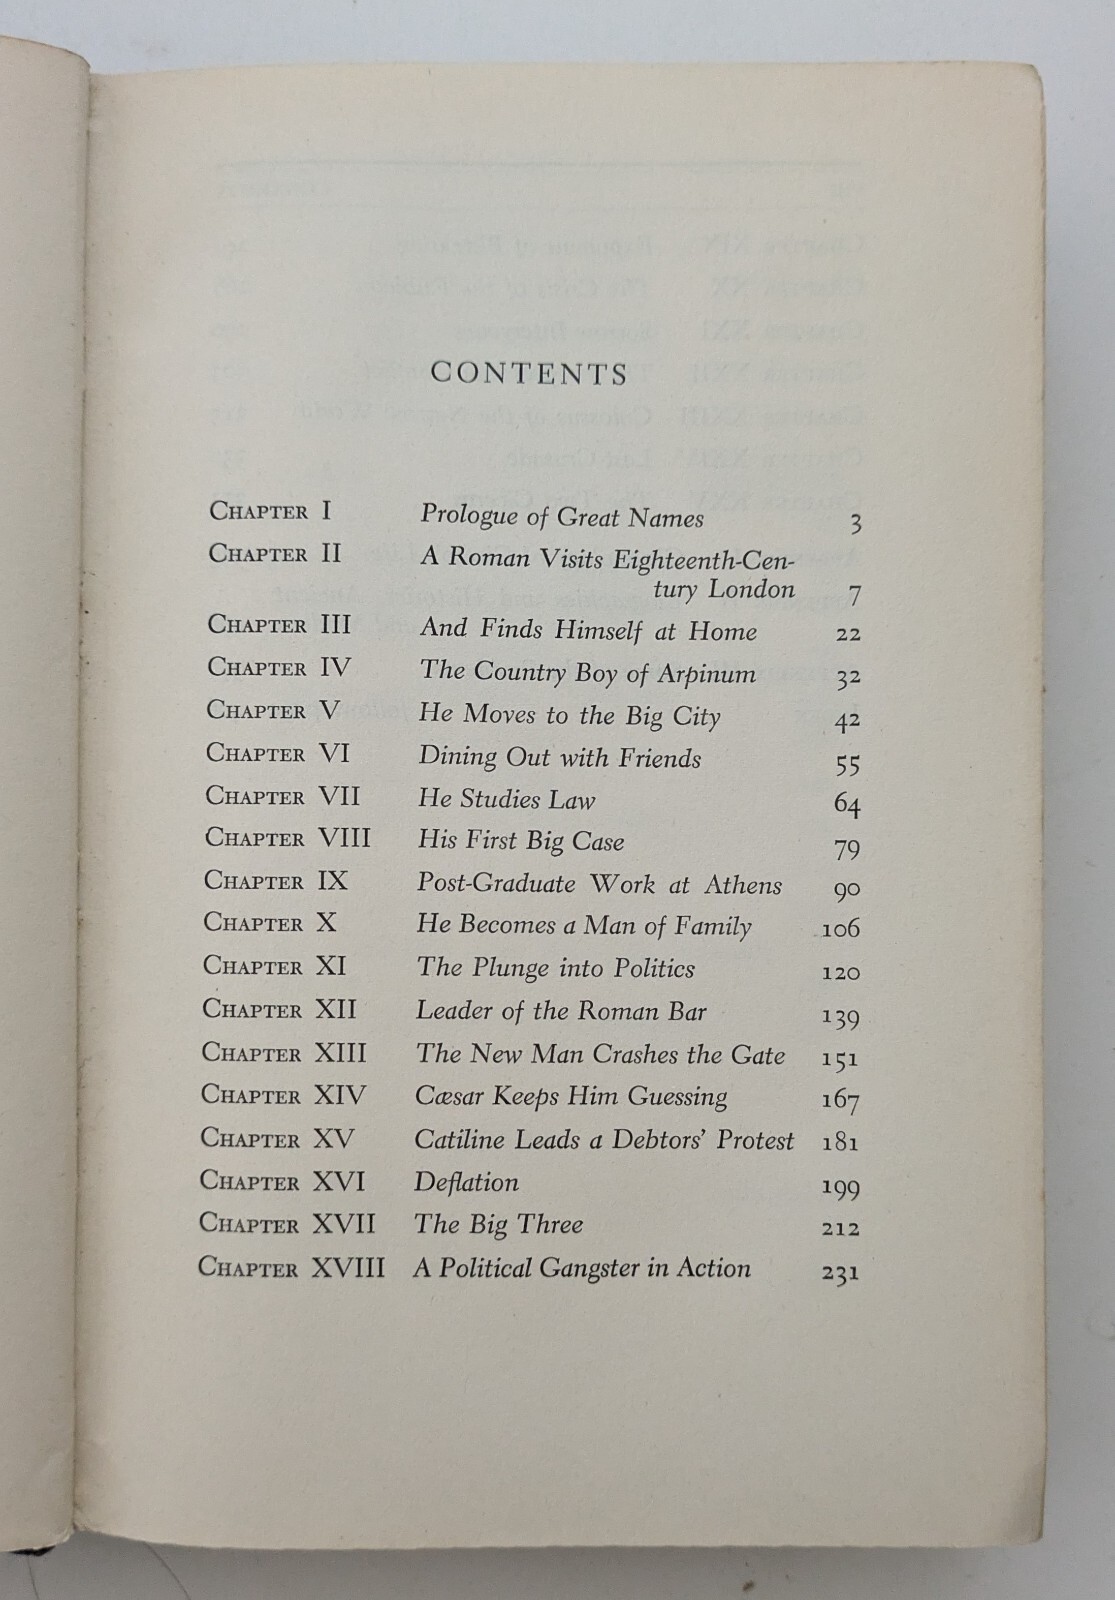 CONTENTS
CHAPTER I Prologue of Great Names 3
CHAPTER II A Roman Visits Eighteenth-Cen-
tury London 7
CHAPTER III And Finds Himself at Home 22
CHAPTER IV The Country Boy of Arpinum 32
CHAPTER V He Moves to the Big City 42
CHAPTER VI Dining Out with Friends 55
CHAPTER VII He Studies Law 64
CHAPTER VIII His First Big Case 79
CHAPTER IX Post-Graduate Work at Athens 90
CHAPTER X He Becomes a Man of Family 106
CHAPTER XI The Plunge into Politics 120
CHAPTER XII Leader of the Roman Bar 139
CHAPTER XIII The New Man Crashes the Gate 151
CHAPTER XIV Cæsar Keeps Him Guessing 167
CHAPTER XV Catiline Leads a Debtors' Protest 181
CHAPTER XVI Deflation 199
CHAPTER XVII The Big Three 212
CHAPTER XVIII A Political Gangster in Action 231